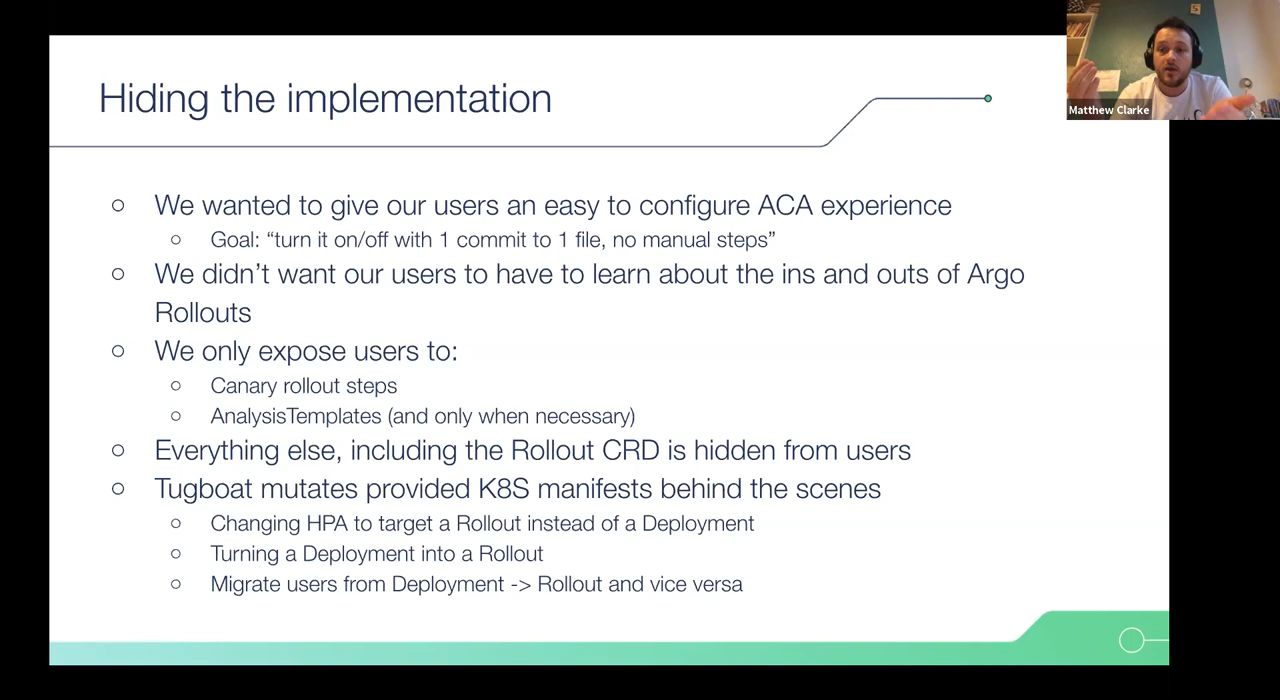 Hiding the implementation
Matthew Clarke
We wanted to give our users an easy to configure ACA experience
Goal: “turn it on/off with 1 commit to 1 file, no manual steps”
We didn’t want our users to have to learn about the ins and outs of Argo
Rollouts
We only expose users to:
Canary rollout steps
AnalysisTemplates (and only when necessary)
Everything else, including the Rollout CRD is hidden from users
Tugboat mutates provided K8S manifests behind the scenes
Changing HPA to target a Rollout instead of a Deployment
Turning a Deployment into a Rollout
Migrate users from Deployment -> Rollout and vice versa